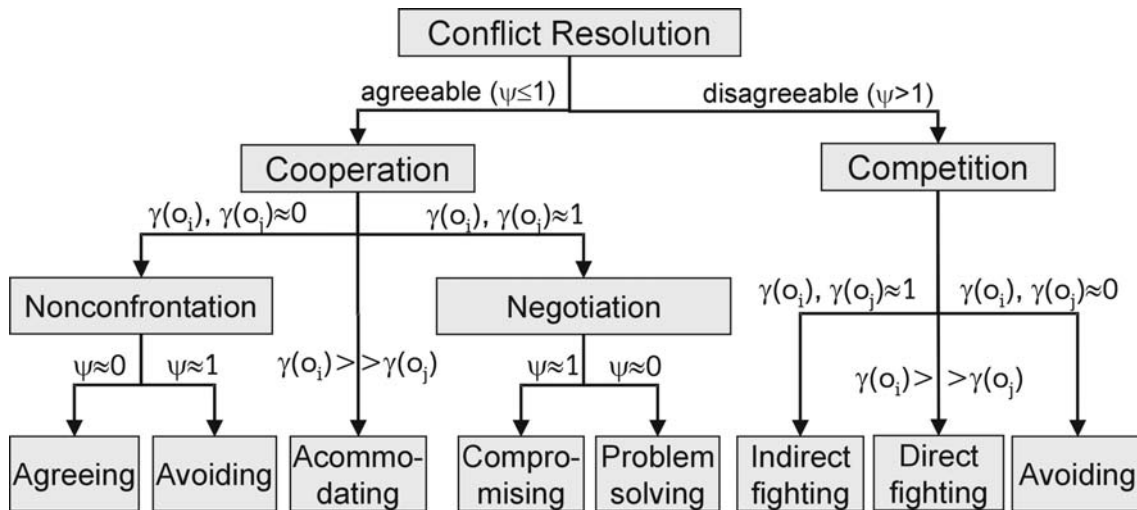 Conflict Resolution
agreeable (ψ≤1)
disagreeable (ψ>1)
Cooperation
Competition
γ(oᵢ), γ(oⱼ)≈0
γ(oᵢ), γ(oⱼ)≈1
Nonconfrontation
Negotiation
γ(oᵢ), γ(oⱼ)≈1
γ(oᵢ), γ(oⱼ)≈0
ψ≈0
ψ≈1
γ(oᵢ)> >γ(oⱼ)
ψ≈1
ψ≈0
γ(oᵢ)> >γ(oⱼ)
Agreeing
Avoiding
Acommo-
dating
Compro-
mising
Problem
solving
Indirect
fighting
Direct
fighting
Avoiding